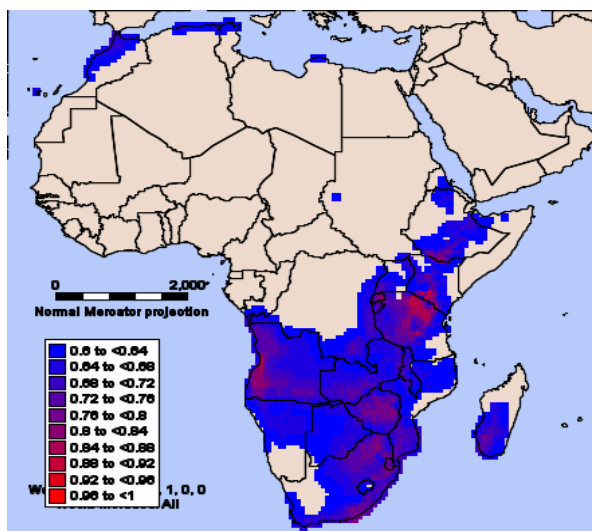 0 2,000
Normal Mercator projection
0.6 to <0.64
0.64 to <0.68
0.68 to <0.72
0.72 to <0.76
0.76 to <0.8
0.8 to <0.84
0.84 to <0.88
0.88 to <0.92
0.92 to <0.96
0.96 to <1
We , 1, 0, 0
All